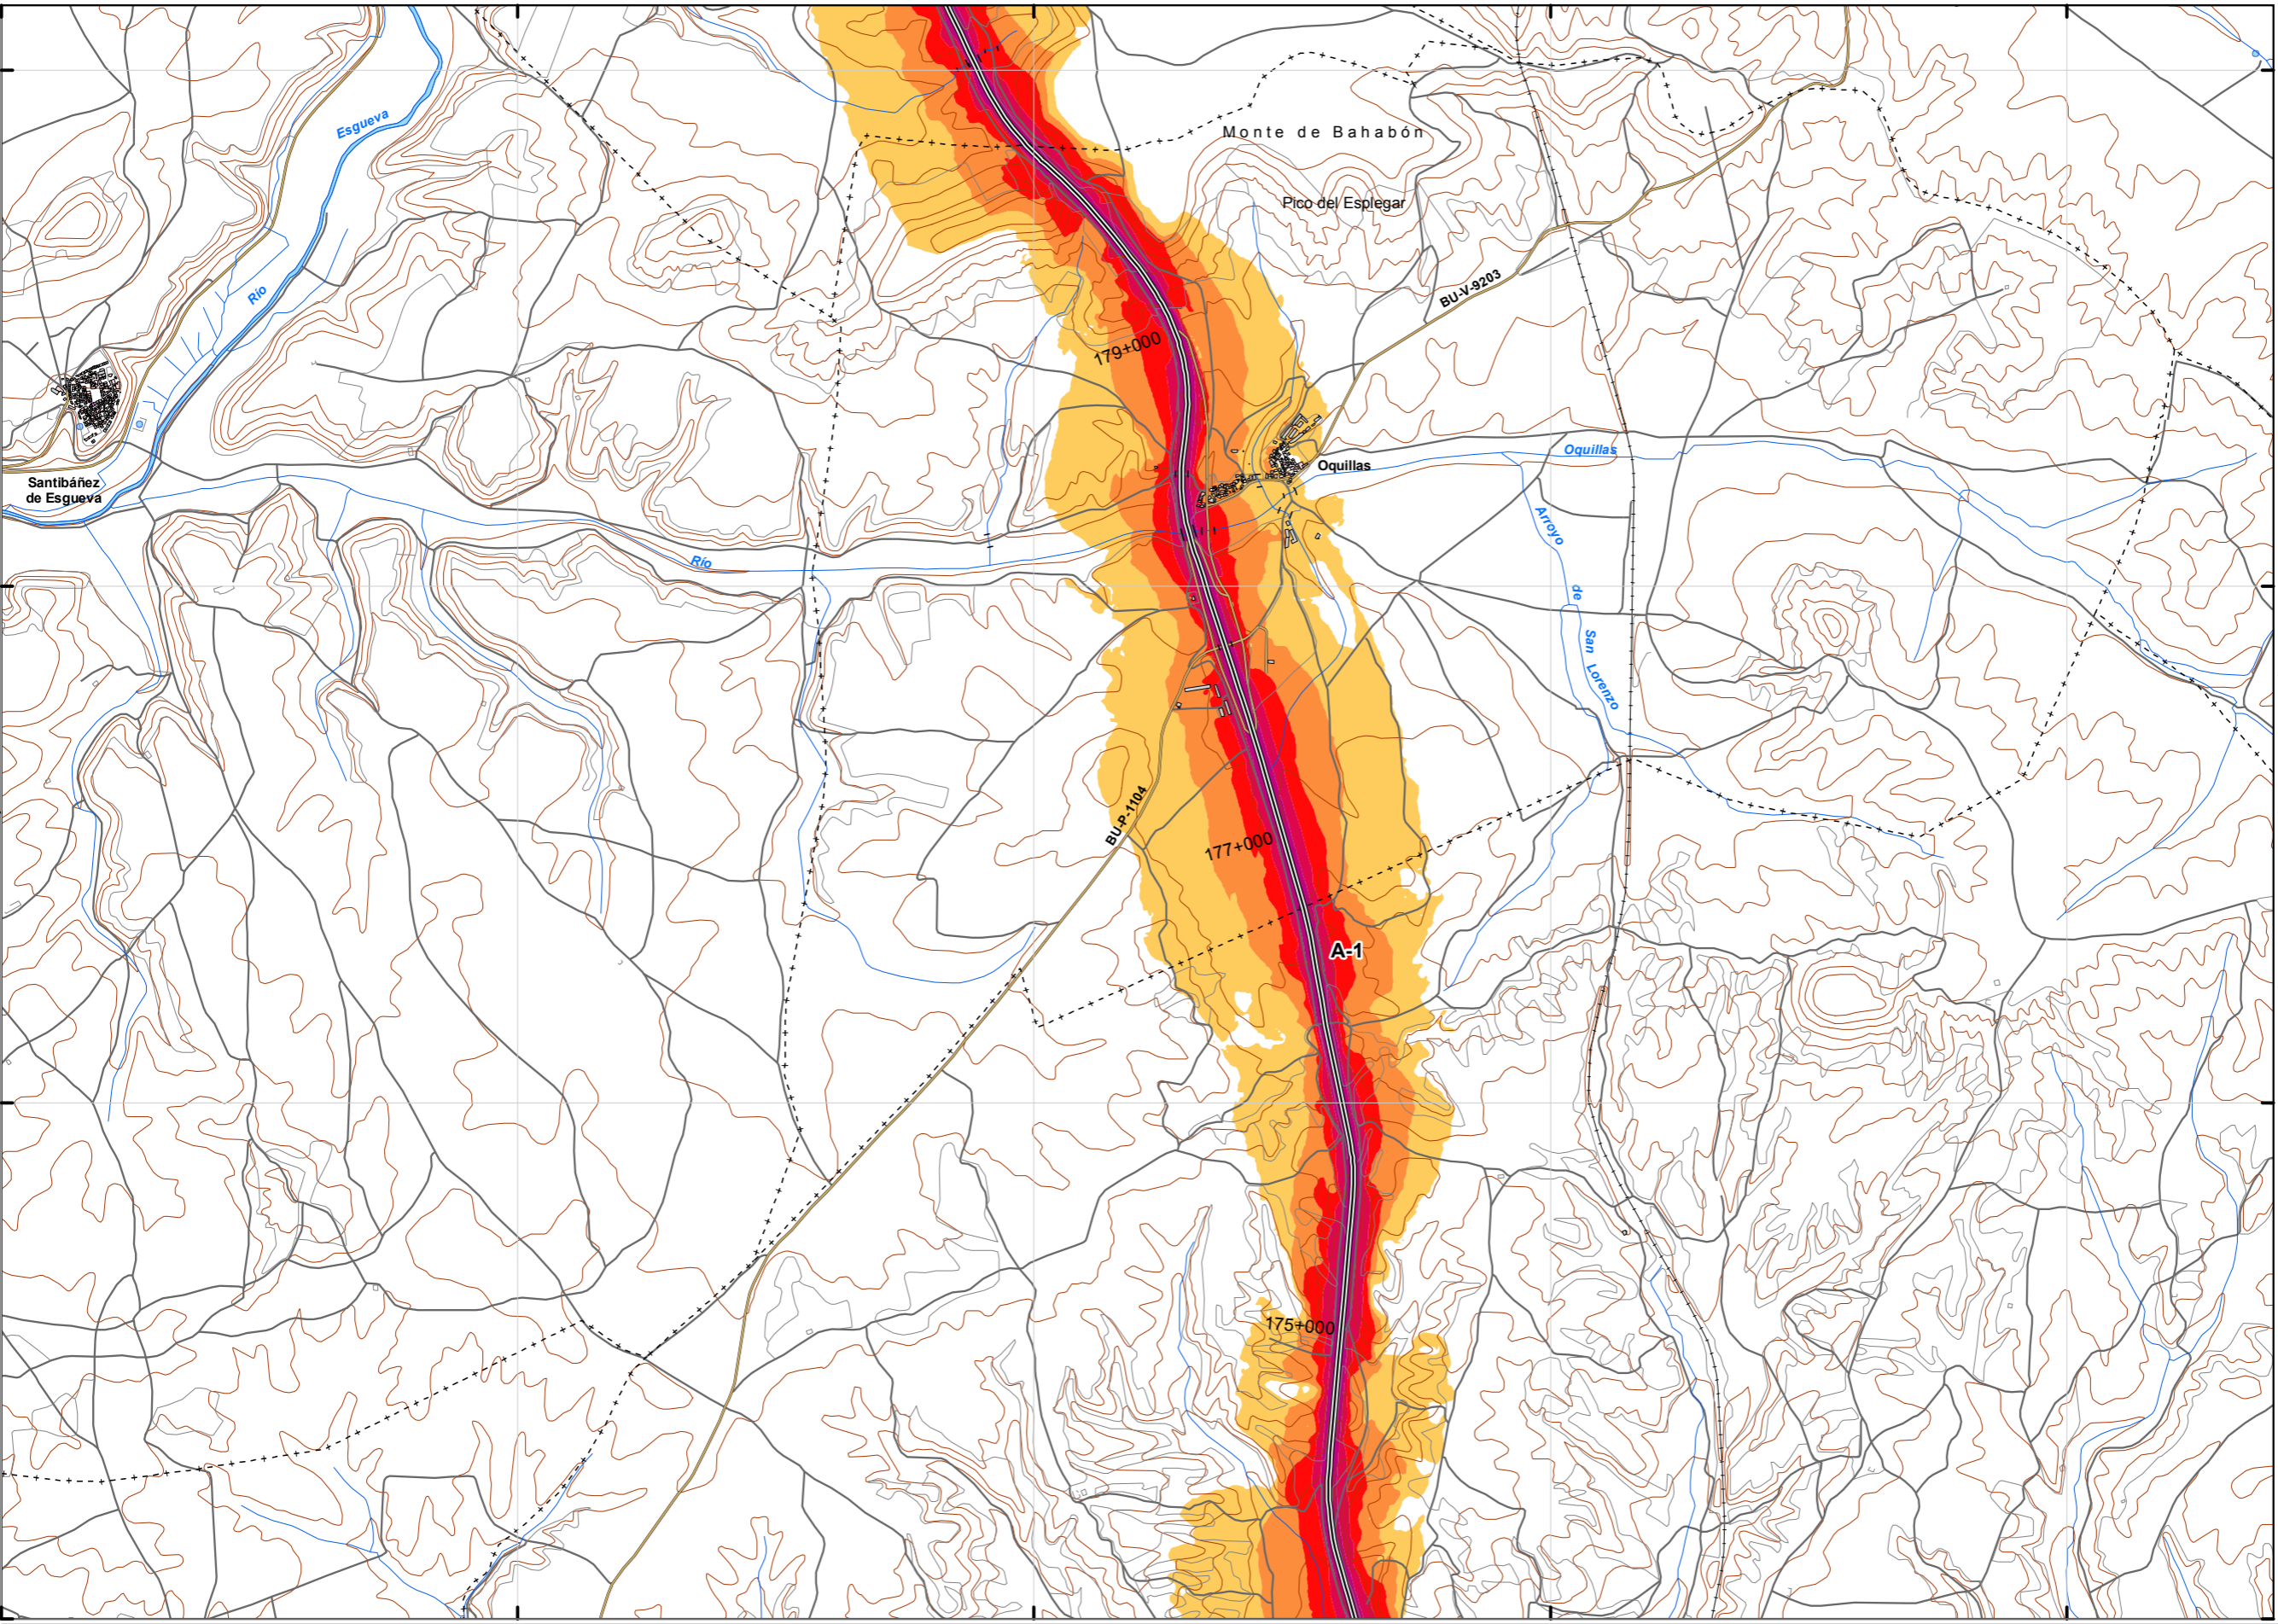 Esgueva
Monte de Bahabón
Pico del Esplegar
Río
BU-V-9203
179+000
Oquillas
Oquillas
Santibáñez
de Esgueva
Río
Arroyo
de
San Lorenzo
BU-P-1104
177+000
A-1
175+000